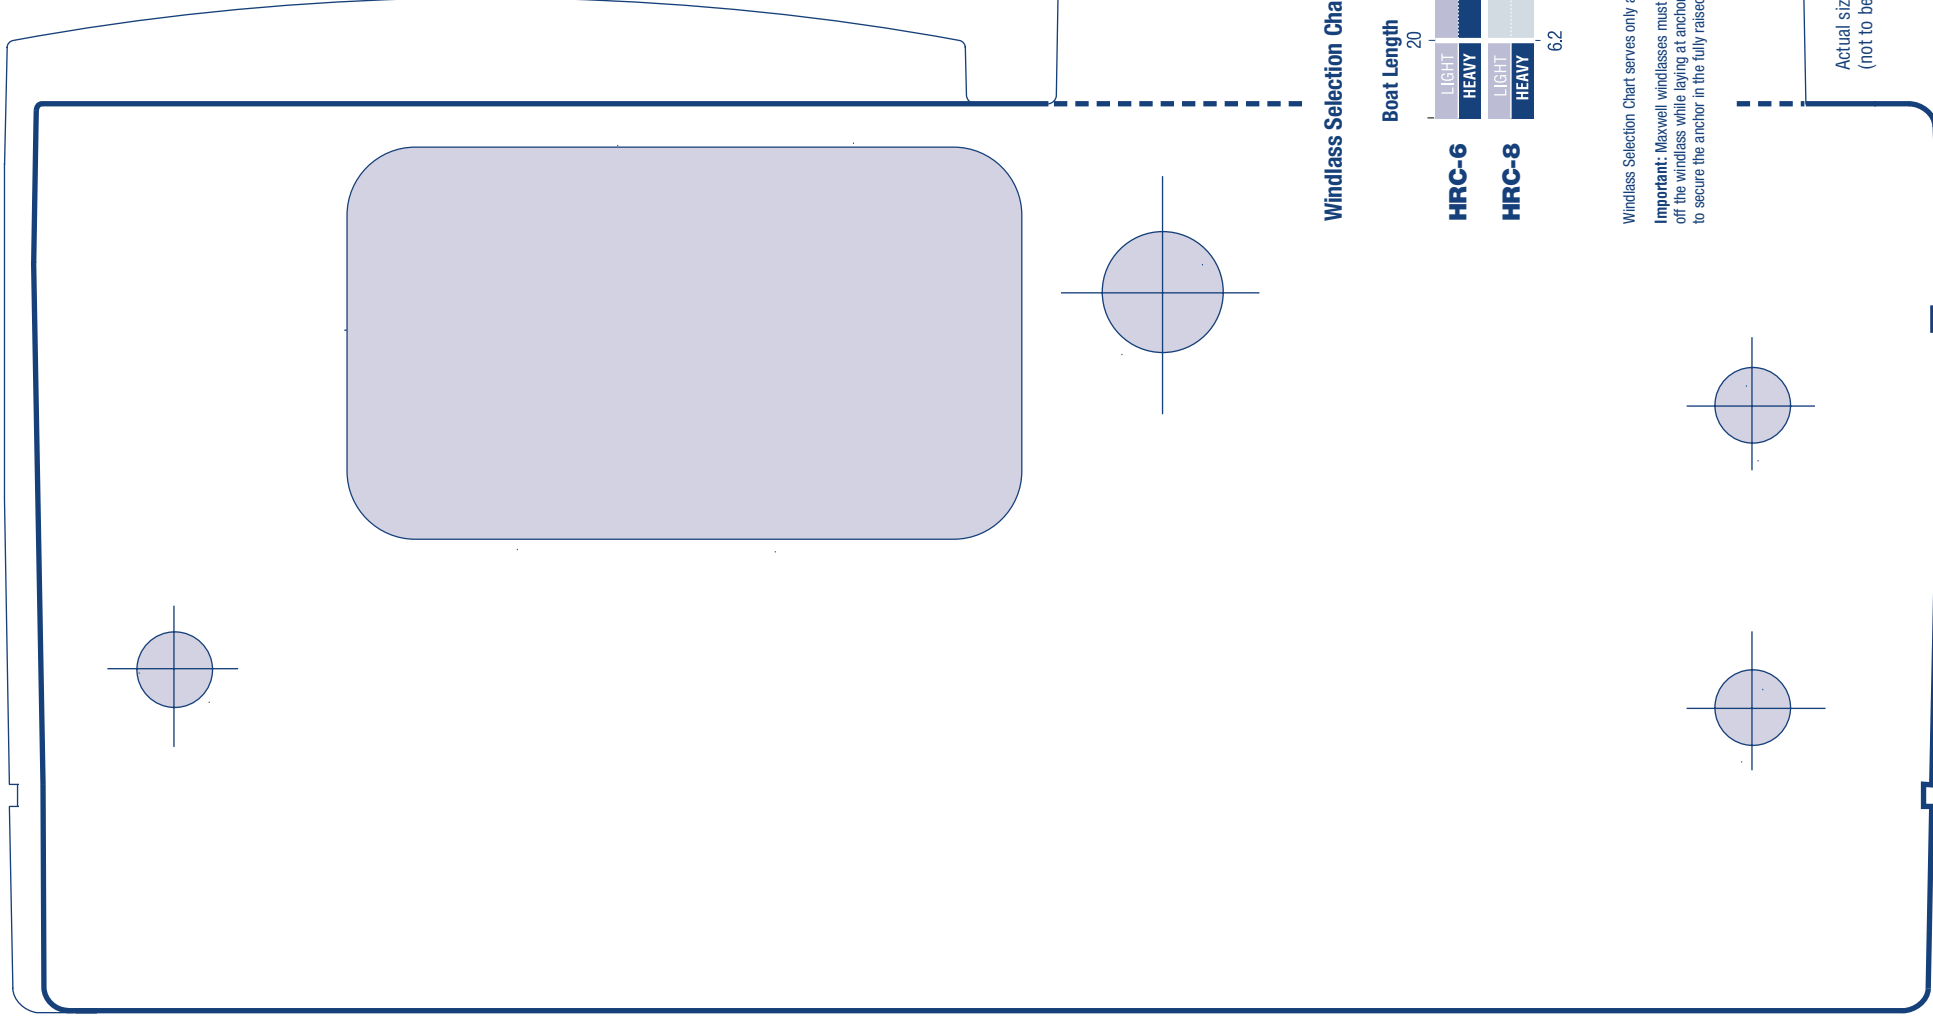 Windlass Selection Cha
Boat Length
20
HRC-6
LIGHT
HEAVY
HRC-8
LIGHT
HEAVY
6.2
Windlass Selection Chart serves only a
Important: Maxwell windlasses must
off the windlass while laying at anchor
to secure the anchor in the fully raised
Actual siz
(not to be